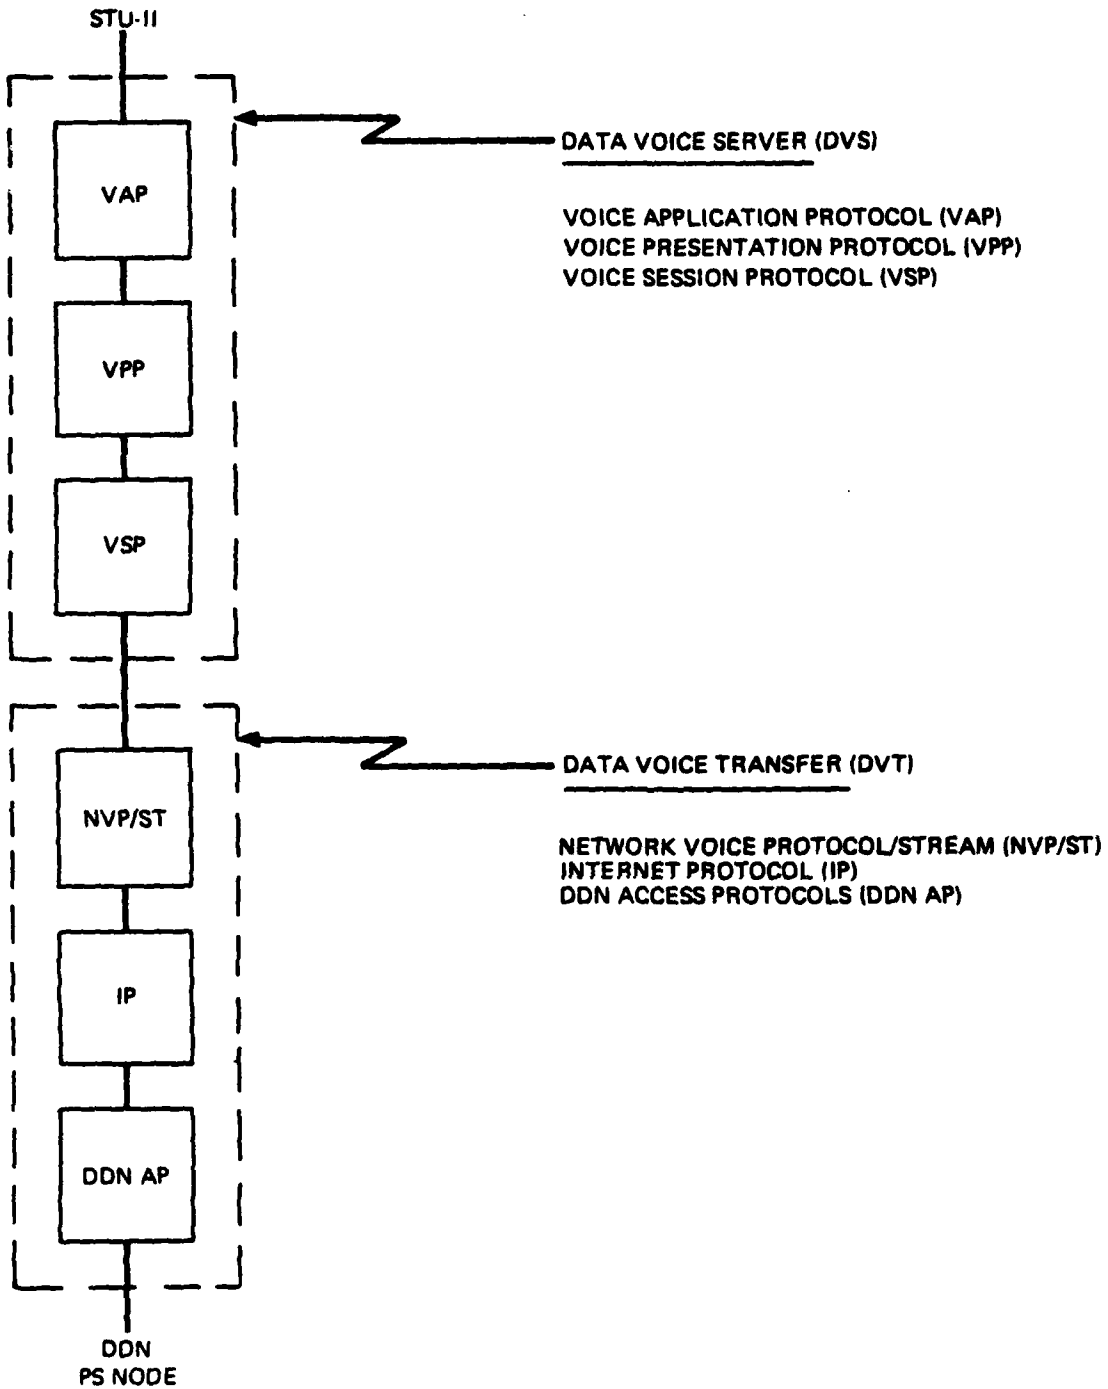 STU-II
VAP
VPP
VSP
DATA VOICE SERVER (DVS)
VOICE APPLICATION PROTOCOL (VAP)
VOICE PRESENTATION PROTOCOL (VPP)
VOICE SESSION PROTOCOL (VSP)
NVP/ST
IP
DDN AP
DATA VOICE TRANSFER (DVT)
NETWORK VOICE PROTOCOL/STREAM (NVP/ST)
INTERNET PROTOCOL (IP)
DDN ACCESS PROTOCOLS (DDN AP)
DDN
PS NODE